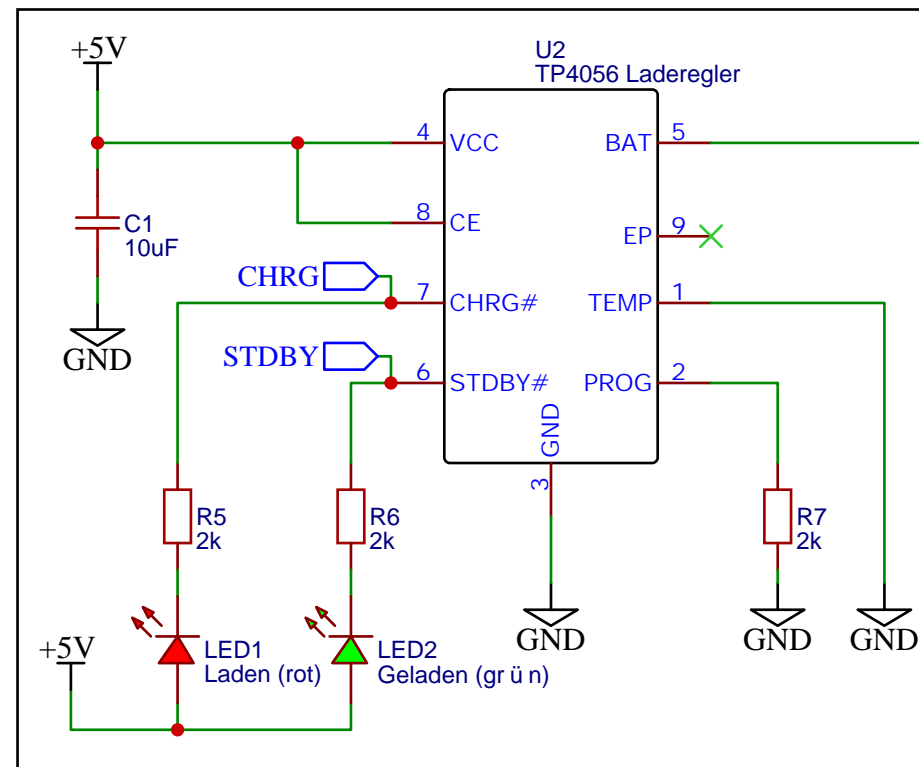 +5V
U2
TP4056 Laderegler
4
VCC
BAT
5
8
CE
EP
9
C1
10uF
CHRG
7
CHRG#
TEMP
1
STDBY
6
STDBY#
PROG
2
GND
GND
3
R5
2k
R6
2k
R7
2k
+5V
LED1
Laden (rot)
LED2
Geladen (gr ü n)
GND
GND
GND